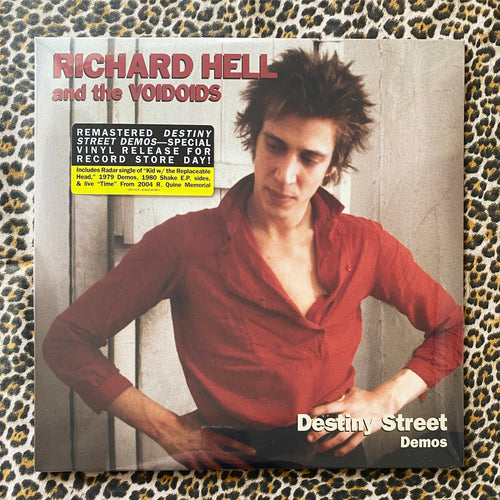 RICHARD HELL
and the VOIDOIDS
REMASTERED DESTINY
STREET DEMOS—SPECIAL
VINYL RELEASE FOR
RECORD STORE DAY!
Includes Radar single of "Kid w/ the Replaceable
Head," 1979 Demos, 1980 Shake E.P. sides,
& live "Time" From 2004 R. Quine Memorial
Destiny Street
Demos